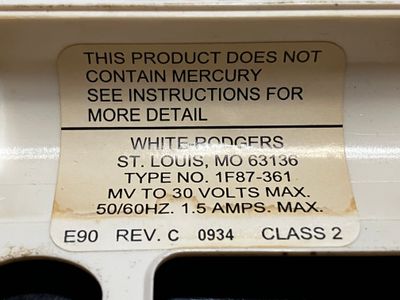 THIS PRODUCT DOES NOT
CONTAIN MERCURY
SEE INSTRUCTIONS FOR
MORE DETAIL
WHITE-RODGERS
ST. LOUIS, MO 63136
TYPE NO. 1F87-361
MV TO 30 VOLTS MAX.
50/60HZ. 1.5 AMPS. MAX.
E90 REV. C 0934 CLASS 2